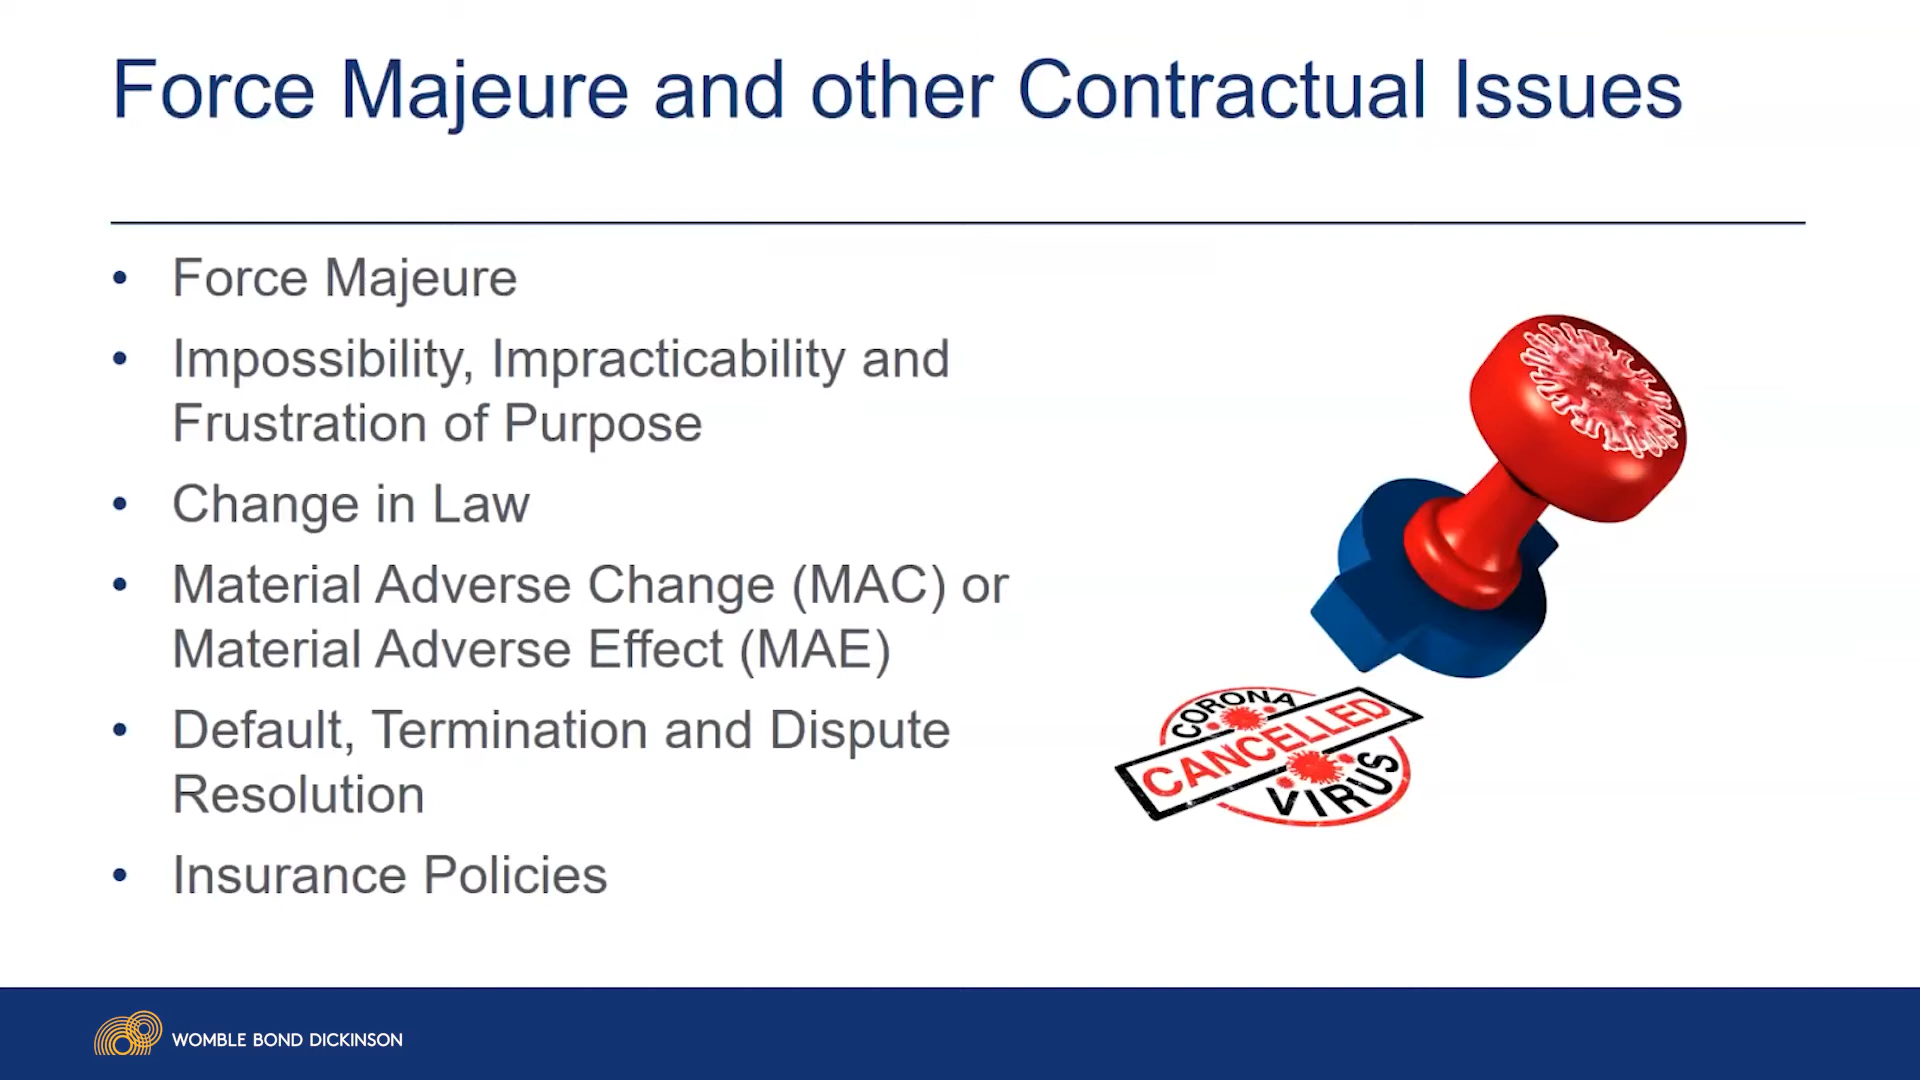 Force Majeure and other Contractual Issues
• Force Majeure
• Impossibility, Impracticability and
Frustration of Purpose
• Change in Law
• Material Adverse Change (MAC) or
Material Adverse Effect (MAE)
• Default, Termination and Dispute
Resolution
• Insurance Policies
CORONA
CANCELLED
VIRUS
WOMBLE BOND DICKINSON